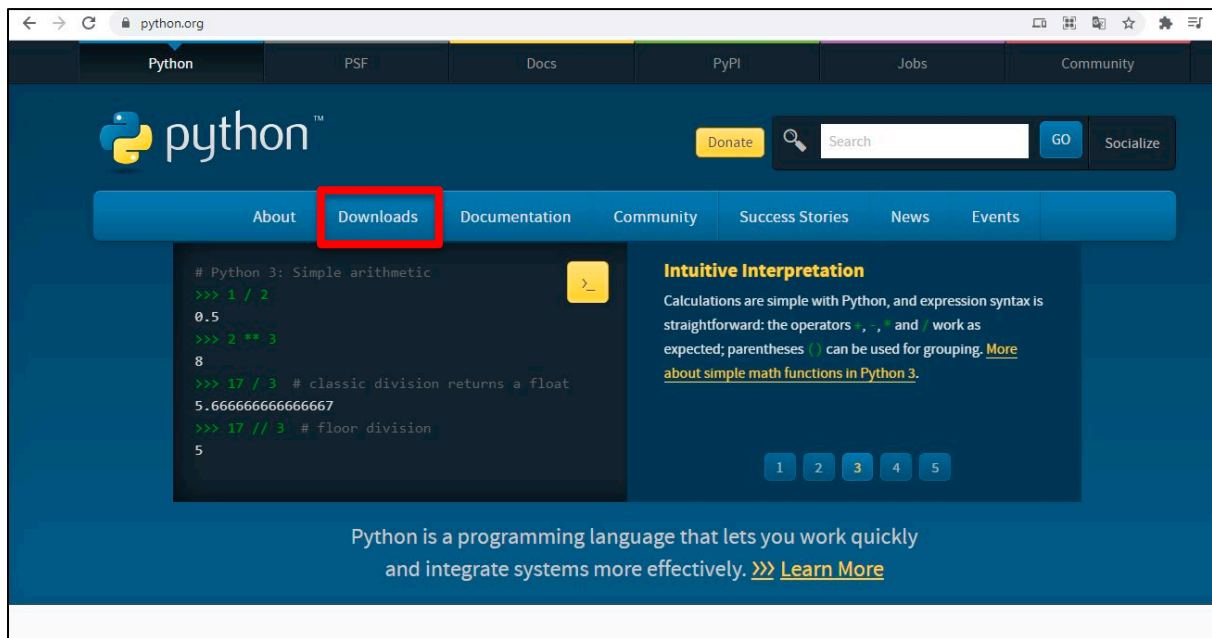 python.org
Python PSF Docs PyPI Jobs Community
python™
Donate Search GO Socialize
About Downloads Documentation Community Success Stories News Events
# Python 3: Simple arithmetic
>>> 1 / 2
0.5
>>> 2 ** 3
8
>>> 17 / 3 # classic division returns a float
5.666666666666667
>>> 17 // 3 # floor division
5
>_
Intuitive Interpretation
Calculations are simple with Python, and expression syntax is
straightforward: the operators +, -, * and / work as
expected; parentheses () can be used for grouping. More
about simple math functions in Python 3.
1 2 3 4 5
Python is a programming language that lets you work quickly
and integrate systems more effectively. >>> Learn More